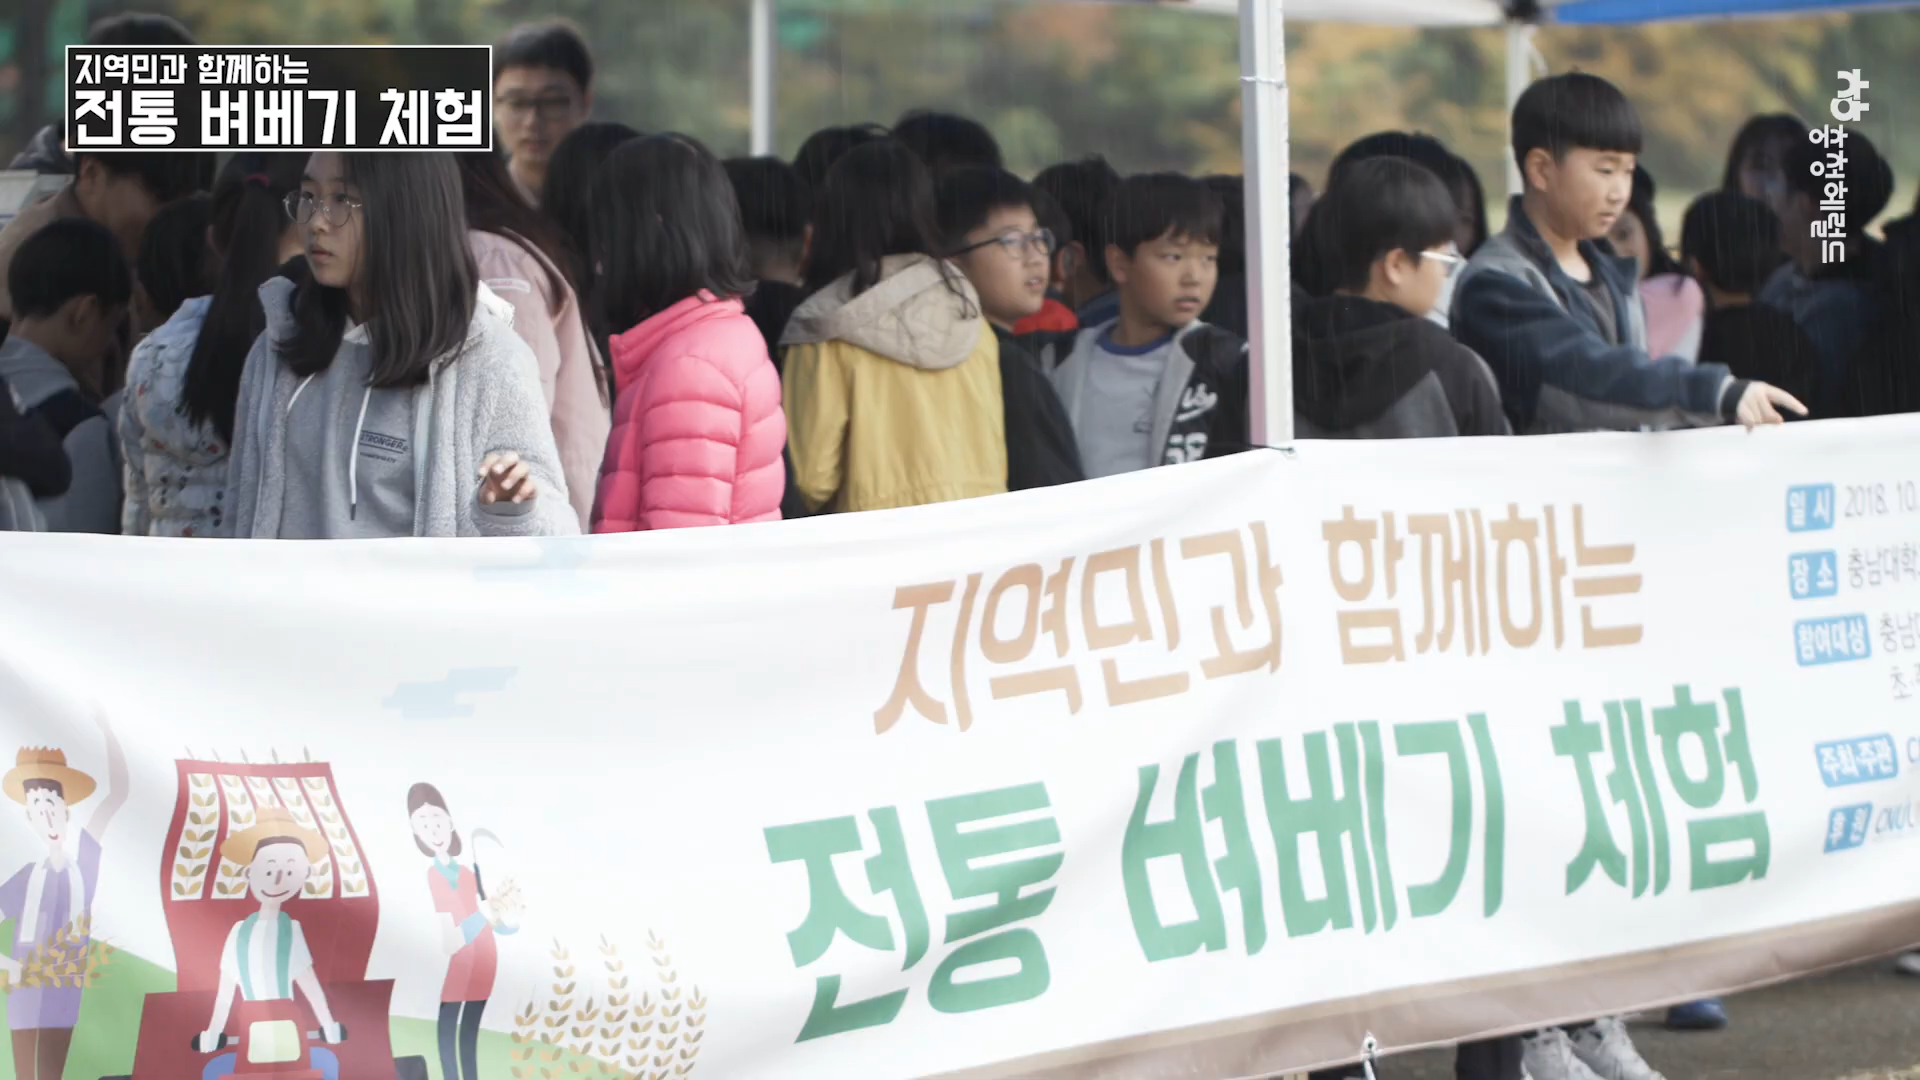 지역민과 함께하는
전통 벼베기 체험
충청헤럴드
STRONGER
지역민과 함께하는
전통 벼베기 체험
일 시 2018. 10.
장 소 충남대학
참여대상 충남
초·
주최·주관
후 원 CNU